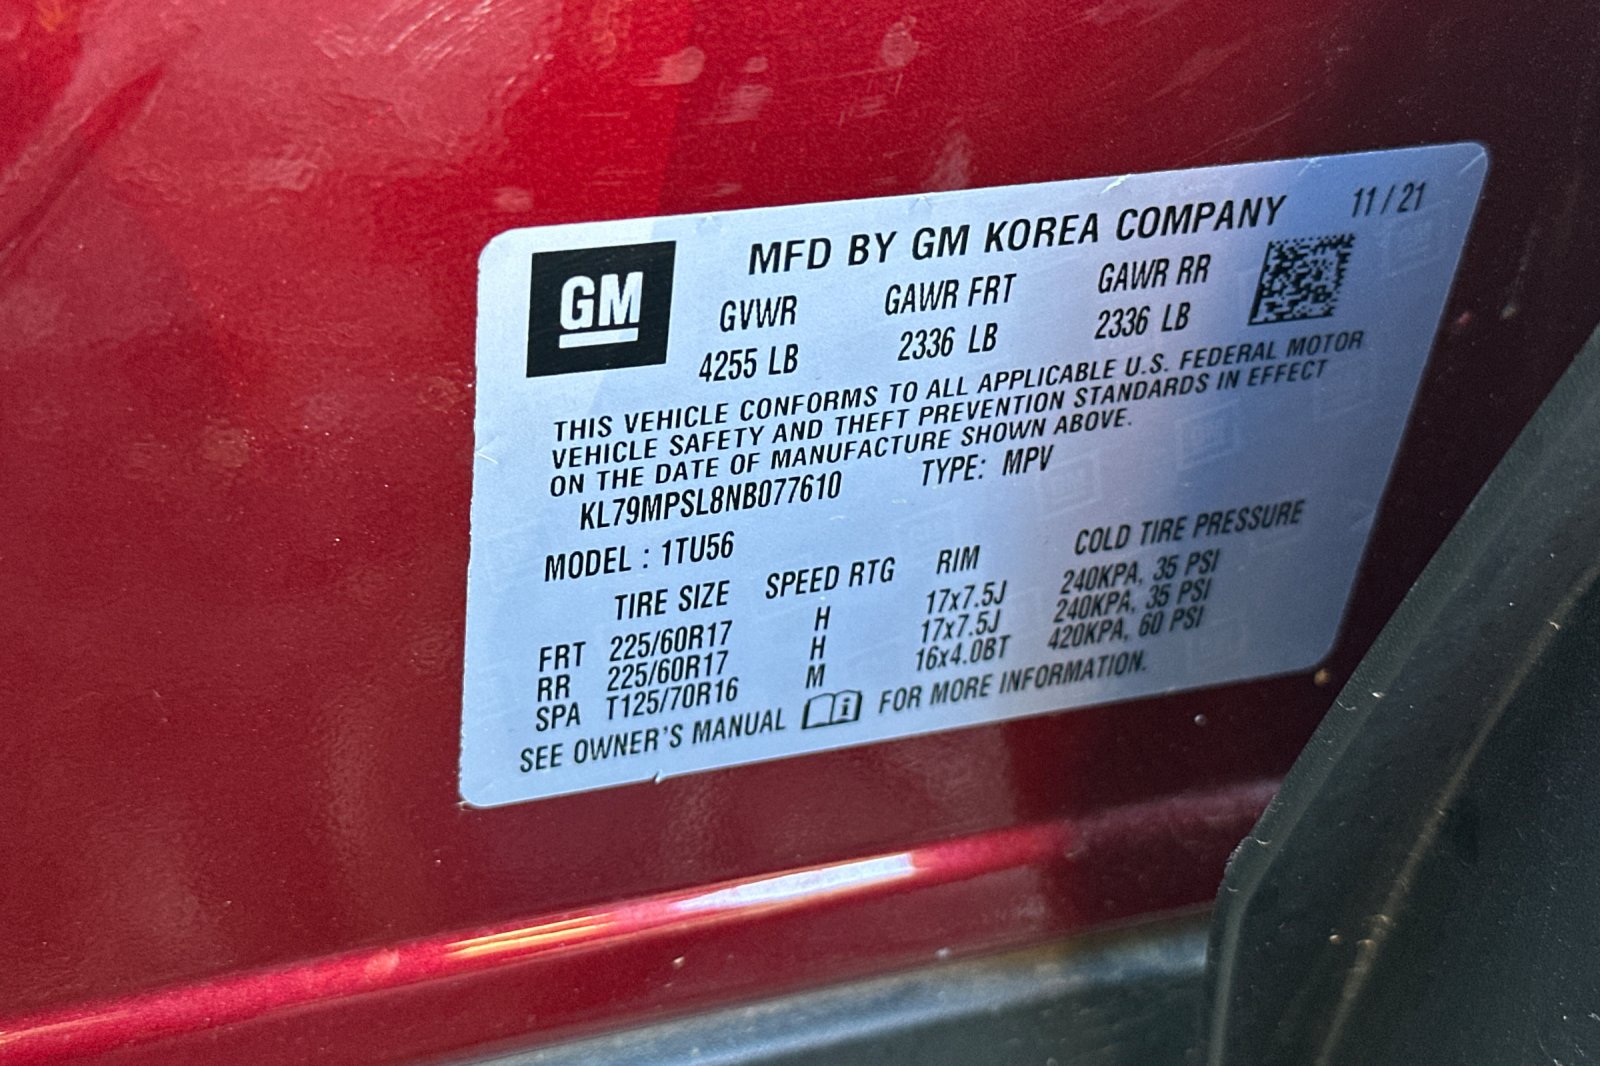 GM
MFD BY GM KOREA COMPANY 11/21
GVWR GAWR FRT GAWR RR
4255 LB 2336 LB 2336 LB
THIS VEHICLE CONFORMS TO ALL APPLICABLE U.S. FEDERAL MOTOR
VEHICLE SAFETY AND THEFT PREVENTION STANDARDS IN EFFECT
ON THE DATE OF MANUFACTURE SHOWN ABOVE.
KL79MPSL8NB077610 TYPE: MPV
MODEL : 1TU56
TIRE SIZE SPEED RTG RIM COLD TIRE PRESSURE
FRT 225/60R17 H 17x7.5J 240KPA, 35 PSI
RR 225/60R17 H 17x7.5J 240KPA, 35 PSI
SPA T125/70R16 M 16x4.0BT 420KPA, 60 PSI
SEE OWNER'S MANUAL i FOR MORE INFORMATION.